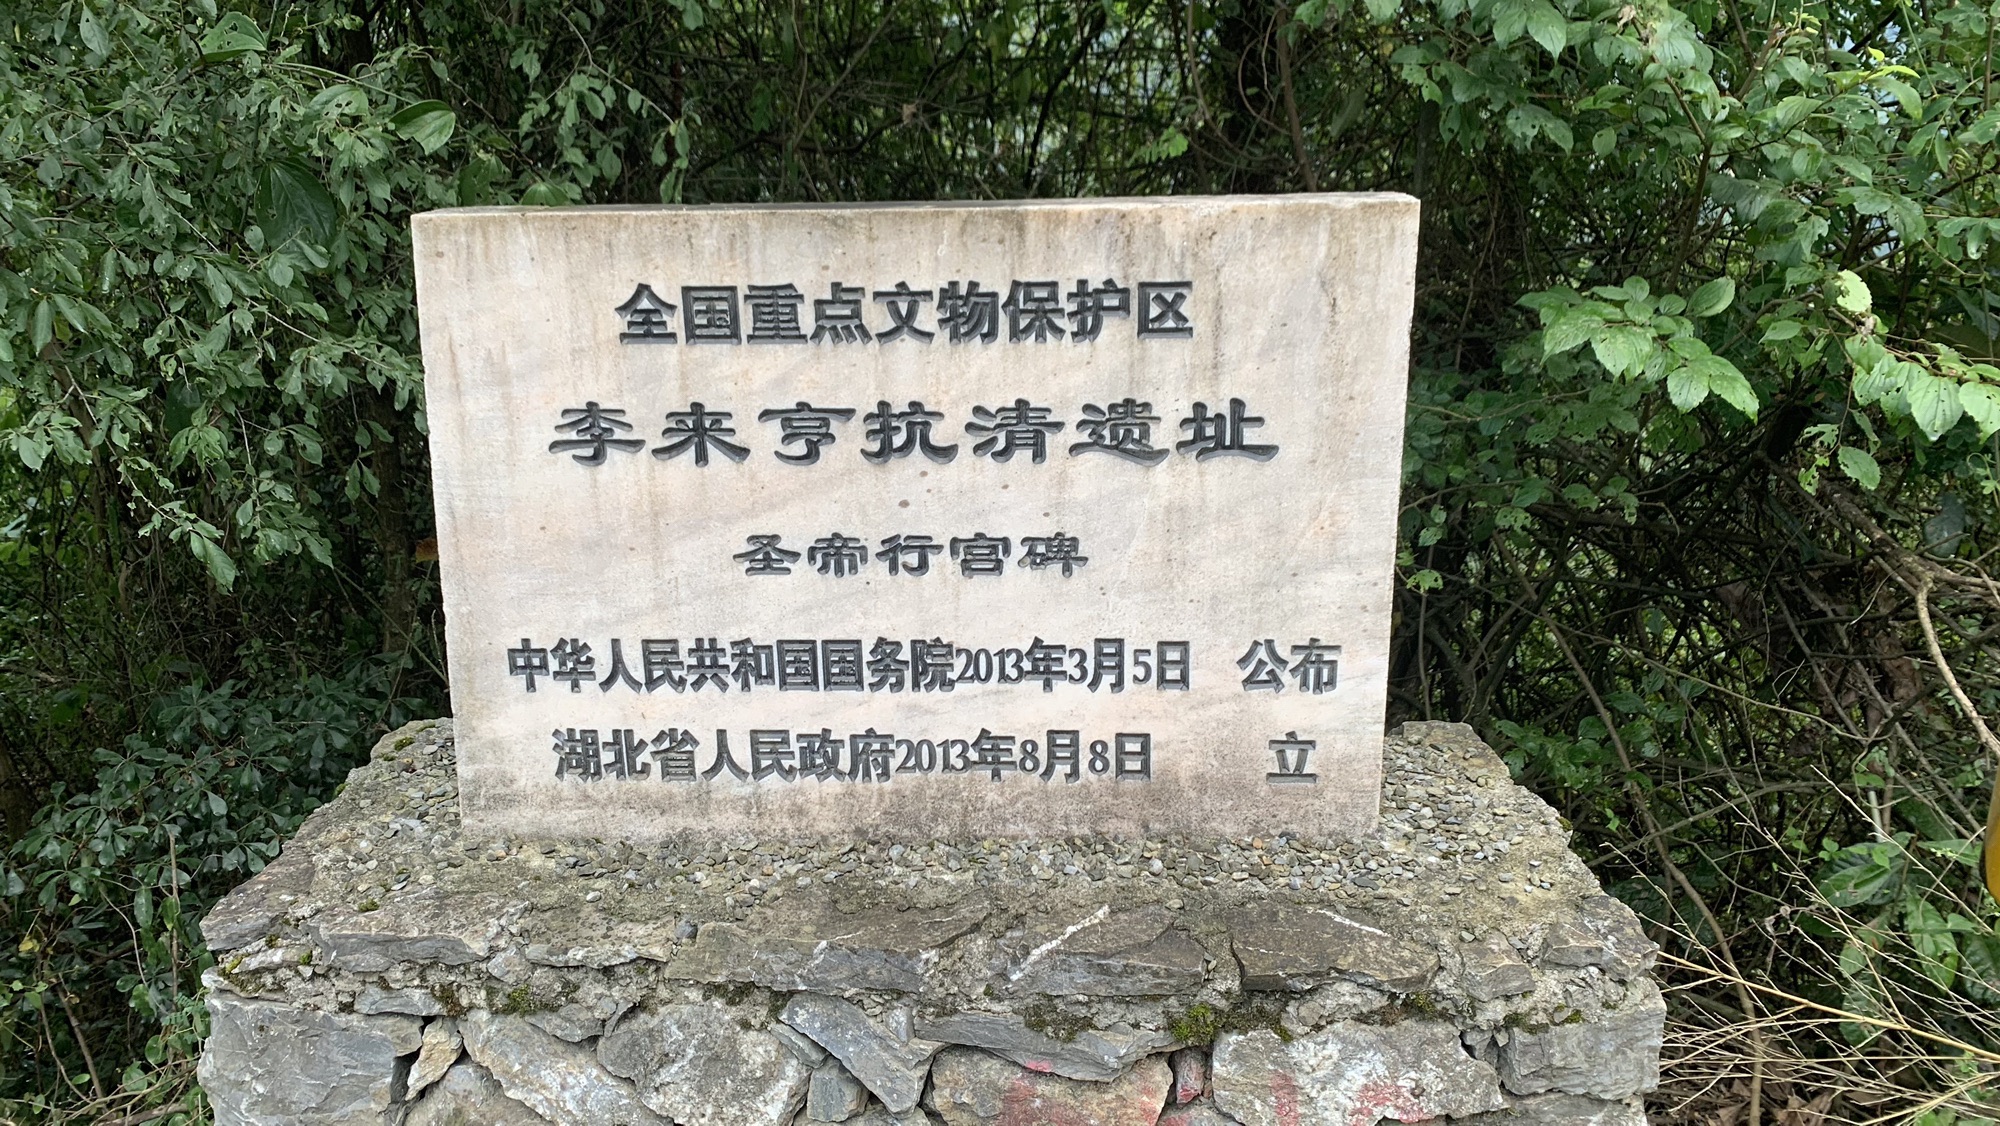 全国重点文物保护区
李来亨抗清遗址
圣帝行宫碑
中华人民共和国国务院2013年3月5日 公布
湖北省人民政府2013年8月8日 立